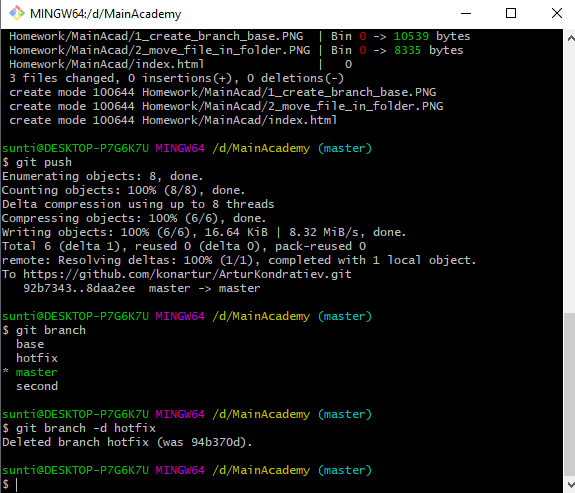 MINGW64:/d/MainAcademy
Homework/MainAcad/1_create_branch_base.PNG | Bin 0 -> 10539 bytes
Homework/MainAcad/2_move_file_in_folder.PNG | Bin 0 -> 8335 bytes
Homework/MainAcad/index.html | 0
3 files changed, 0 insertions(+), 0 deletions(-)
create mode 100644 Homework/MainAcad/1_create_branch_base.PNG
create mode 100644 Homework/MainAcad/2_move_file_in_folder.PNG
create mode 100644 Homework/MainAcad/index.html
sunti@DESKTOP-P7G6K7U MINGW64 /d/MainAcademy (master)
$ git push
Enumerating objects: 8, done.
Counting objects: 100% (8/8), done.
Delta compression using up to 8 threads
Compressing objects: 100% (6/6), done.
Writing objects: 100% (6/6), 16.64 KiB | 8.32 MiB/s, done.
Total 6 (delta 1), reused 0 (delta 0), pack-reused 0
remote: Resolving deltas: 100% (1/1), completed with 1 local object.
To https://github.com/konartur/ArturKondratiev.git
92b7343..8daa2ee master -> master
sunti@DESKTOP-P7G6K7U MINGW64 /d/MainAcademy (master)
$ git branch
base
hotfix
* master
second
sunti@DESKTOP-P7G6K7U MINGW64 /d/MainAcademy (master)
$ git branch -d hotfix
Deleted branch hotfix (was 94b370d).
sunti@DESKTOP-P7G6K7U MINGW64 /d/MainAcademy (master)
$